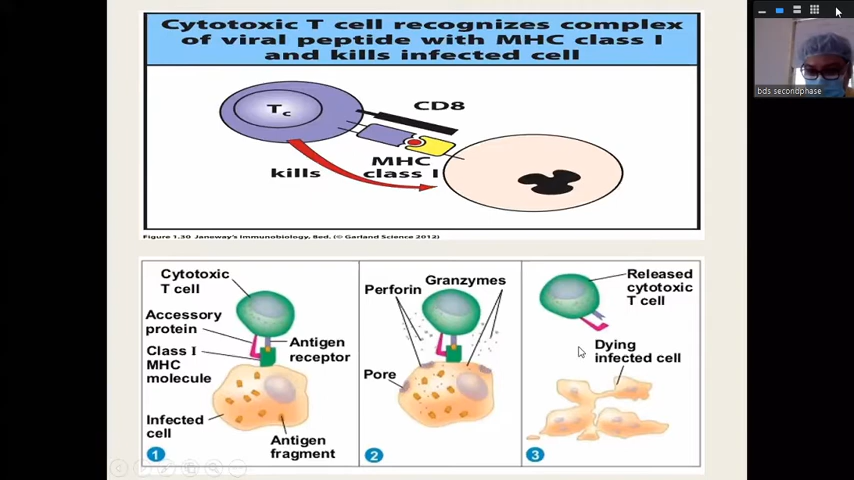 Cytotoxic T cell recognizes complex
of viral peptide with MHC class I
and kills infected cell
Tc
CD8
kills
MHC
class I
Figure 1.30 Janeway's Immunobiology, 8ed. (© Garland Science 2012)
Cytotoxic
T cell
Accessory
protein
Class I
MHC
molecule
Infected
cell
Antigen
receptor
Antigen
fragment
1
Perforin
Granzymes
Pore
2
Released
cytotoxic
T cell
Dying
infected cell
3
bds secondphase